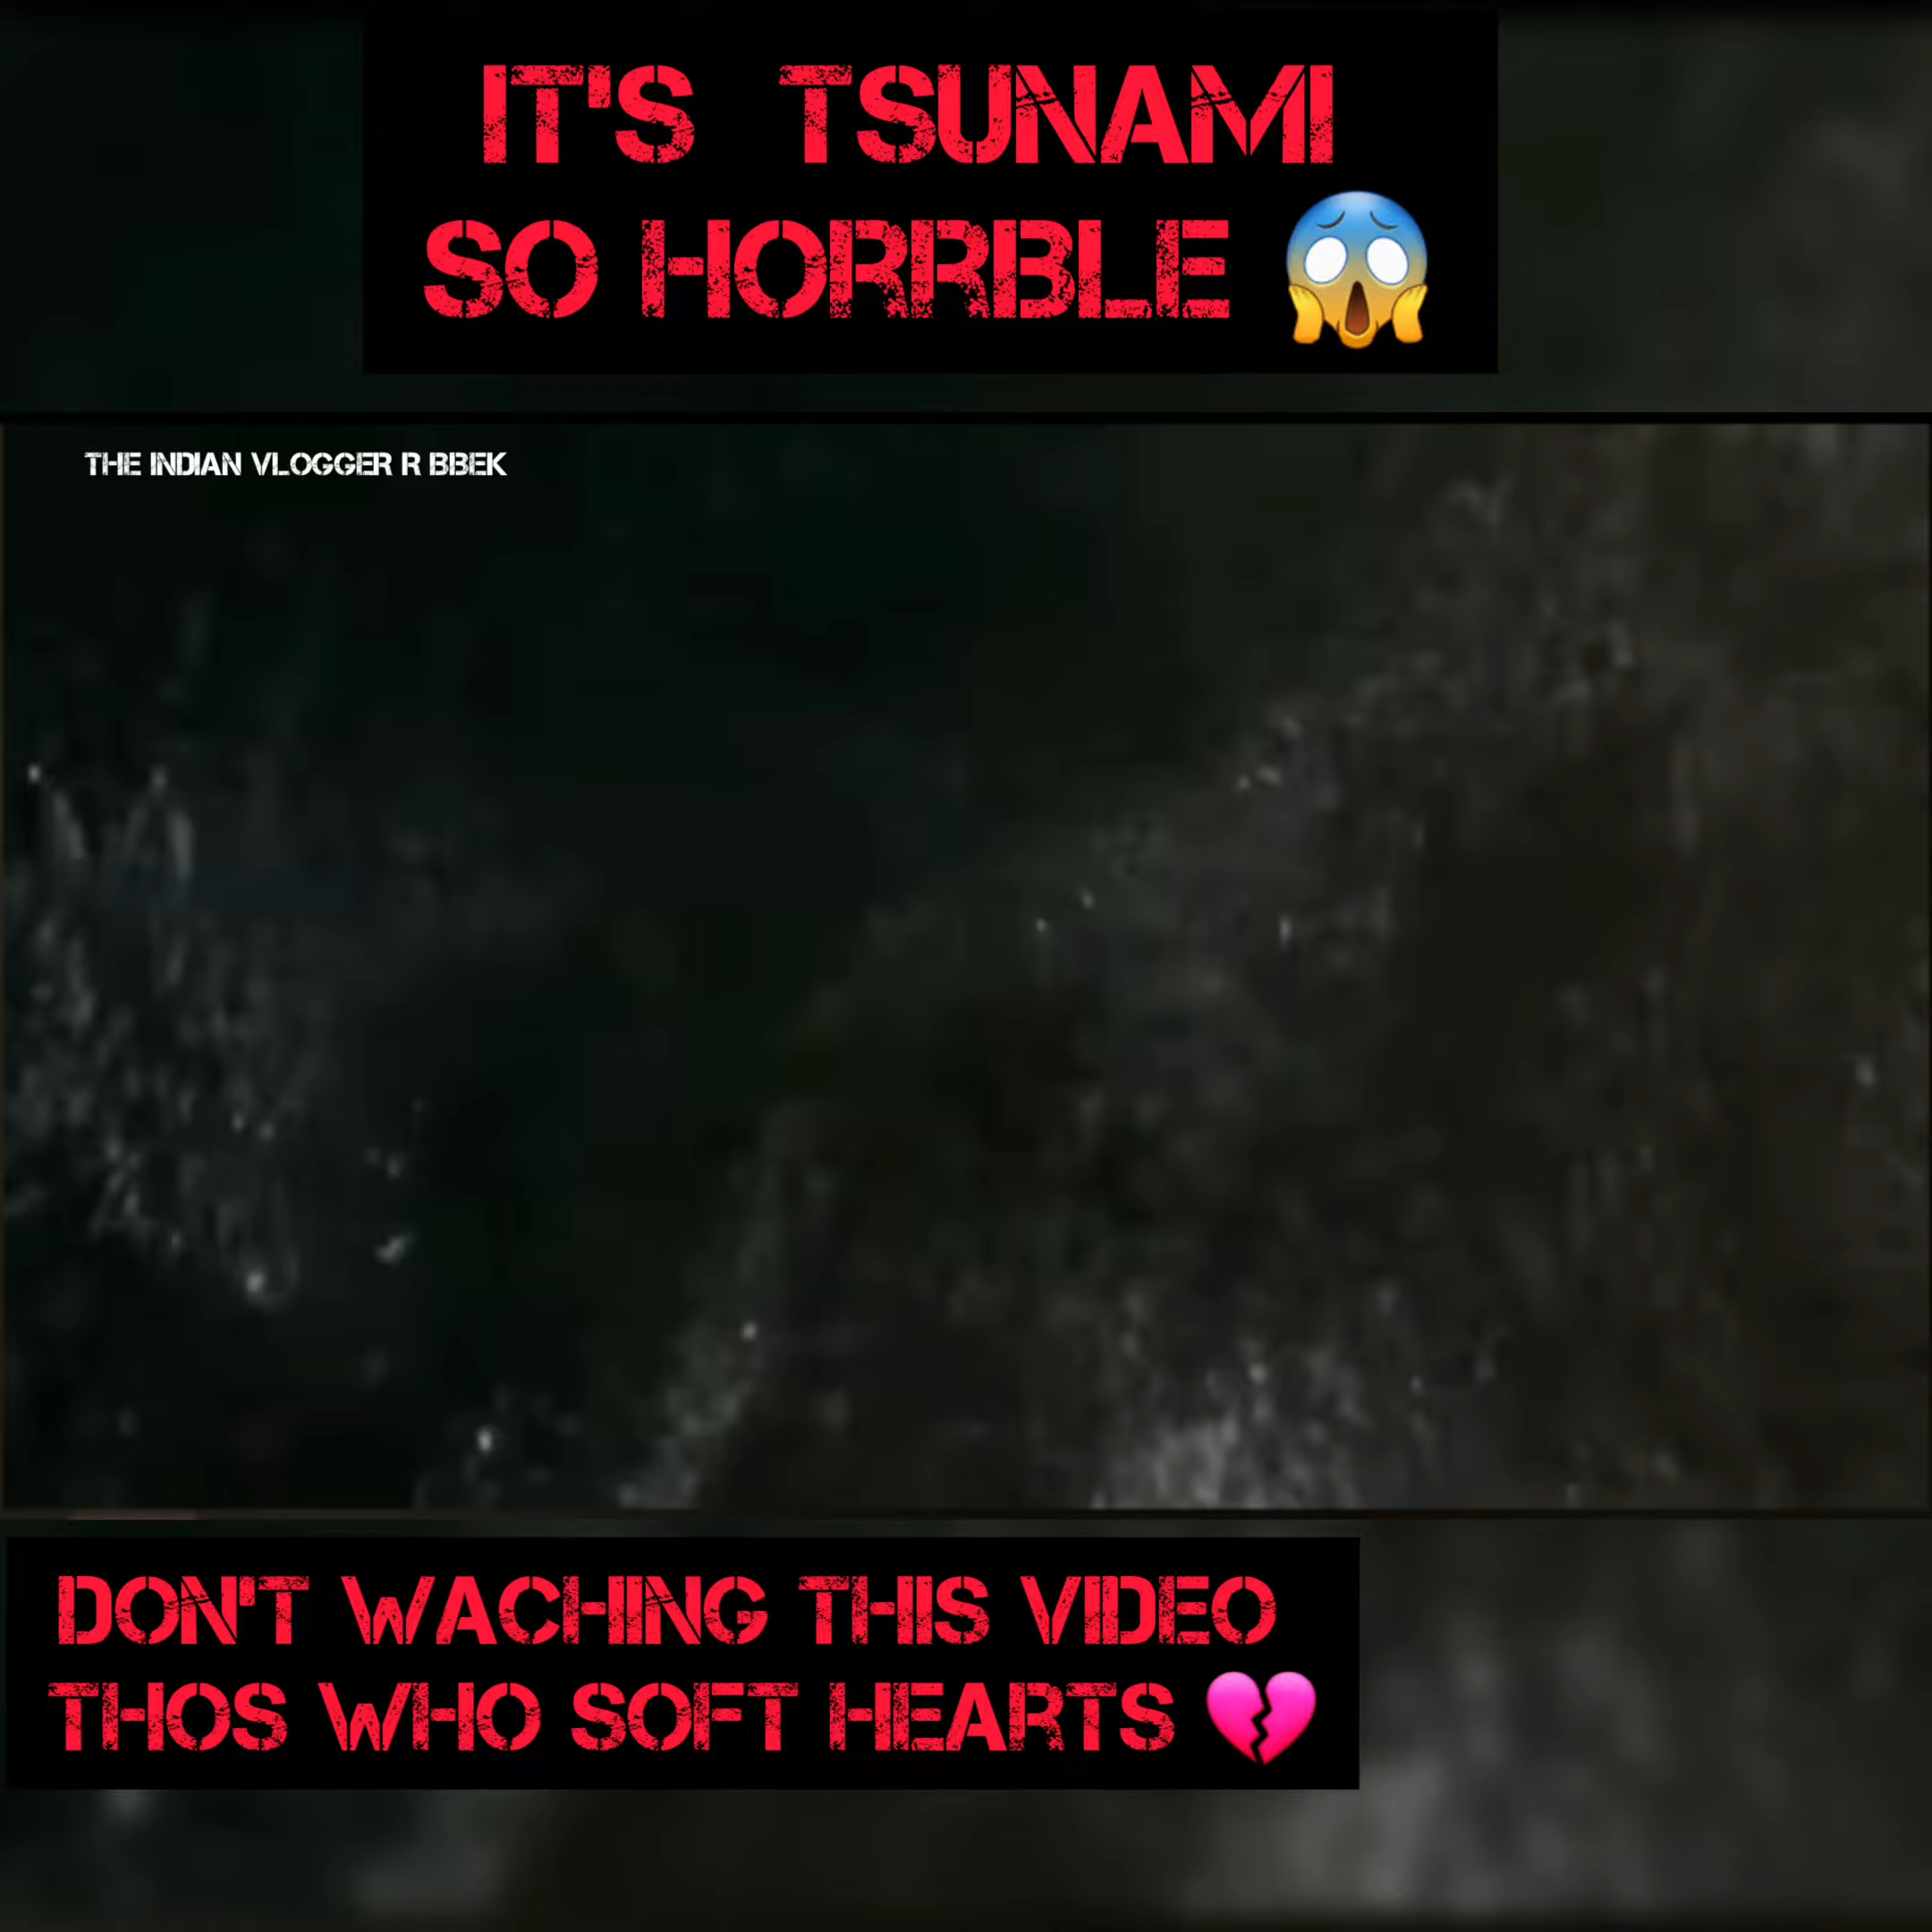 IT'S TSUNAMI
SO HORRBLE 😱
THE INDIAN VLOGGER R BBEK
DON'T WACHING THIS VIDEO
THOS WHO SOFT HEARTS 💔